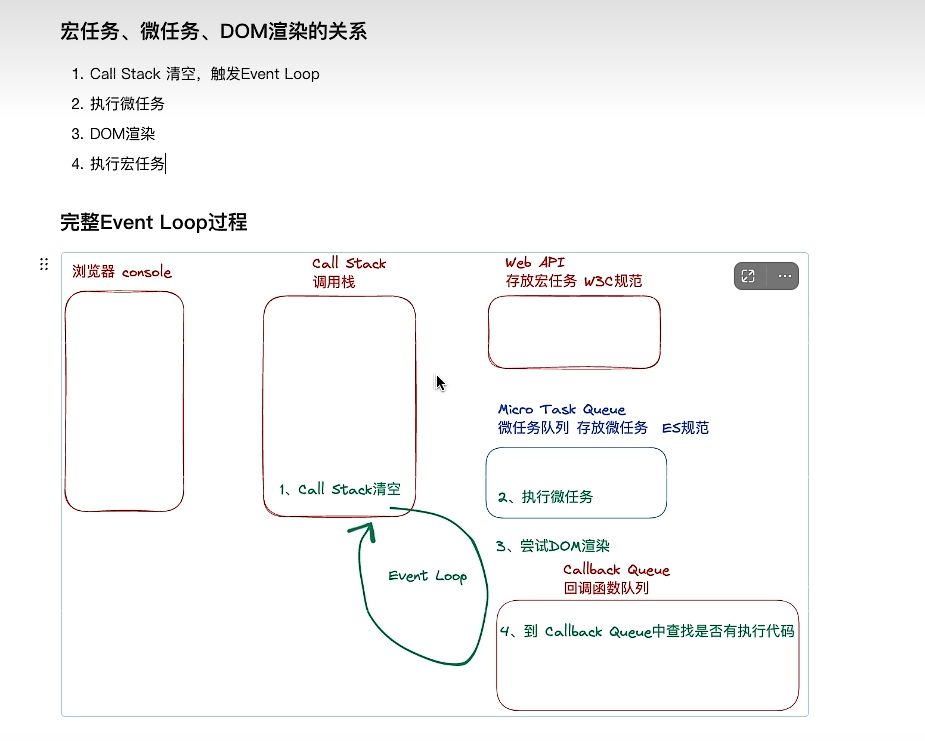 宏任务、微任务、DOM渲染的关系
1. Call Stack 清空，触发Event Loop
2. 执行微任务
3. DOM渲染
4. 执行宏任务
完整Event Loop过程
浏览器 console
Call Stack
调用栈
Web API
存放宏任务 W3C规范
Micro Task Queue
微任务队列 存放微任务 ES规范
1、Call Stack清空
2、执行微任务
3、尝试DOM渲染
Event Loop
Callback Queue
回调函数队列
4、到 Callback Queue中查找是否有执行代码